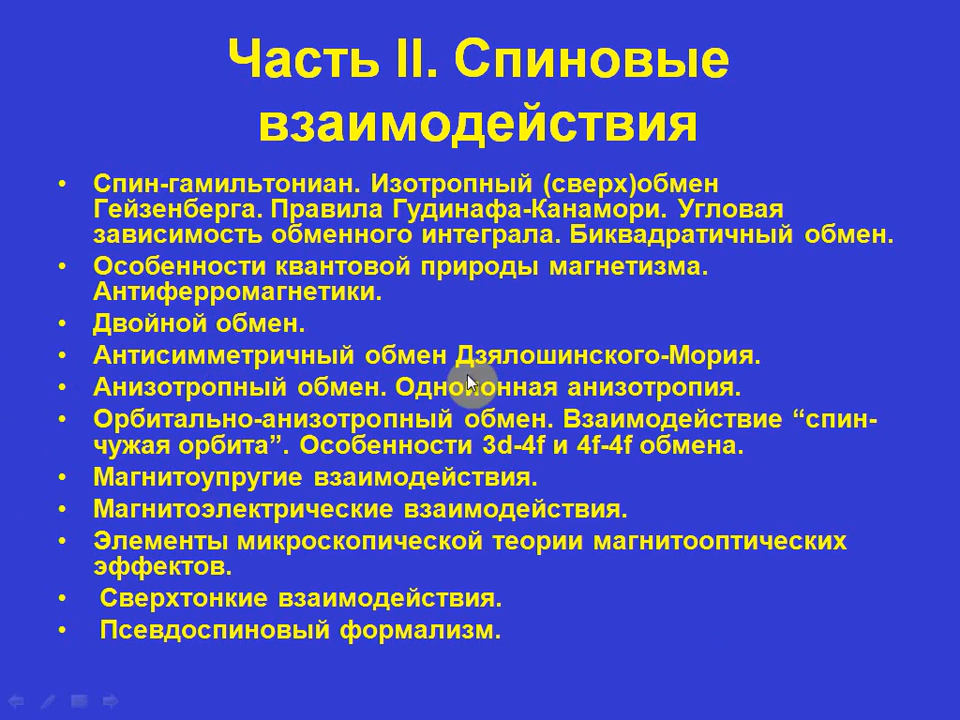 Часть II. Спиновые
взаимодействия
• Спин-гамильтониан. Изотропный (сверх)обмен
Гейзенберга. Правила Гудинафа-Канамори. Угловая
зависимость обменного интеграла. Биквадратичный обмен.
• Особенности квантовой природы магнетизма.
Антиферромагнетики.
• Двойной обмен.
• Антисимметричный обмен Дзялошинского-Мория.
• Анизотропный обмен. Одноионная анизотропия.
• Орбитально-анизотропный обмен. Взаимодействие “спин-
чужая орбита”. Особенности 3d-4f и 4f-4f обмена.
• Магнитоупругие взаимодействия.
• Магнитоэлектрические взаимодействия.
• Элементы микроскопической теории магнитооптических
эффектов.
• Сверхтонкие взаимодействия.
• Псевдоспиновый формализм.